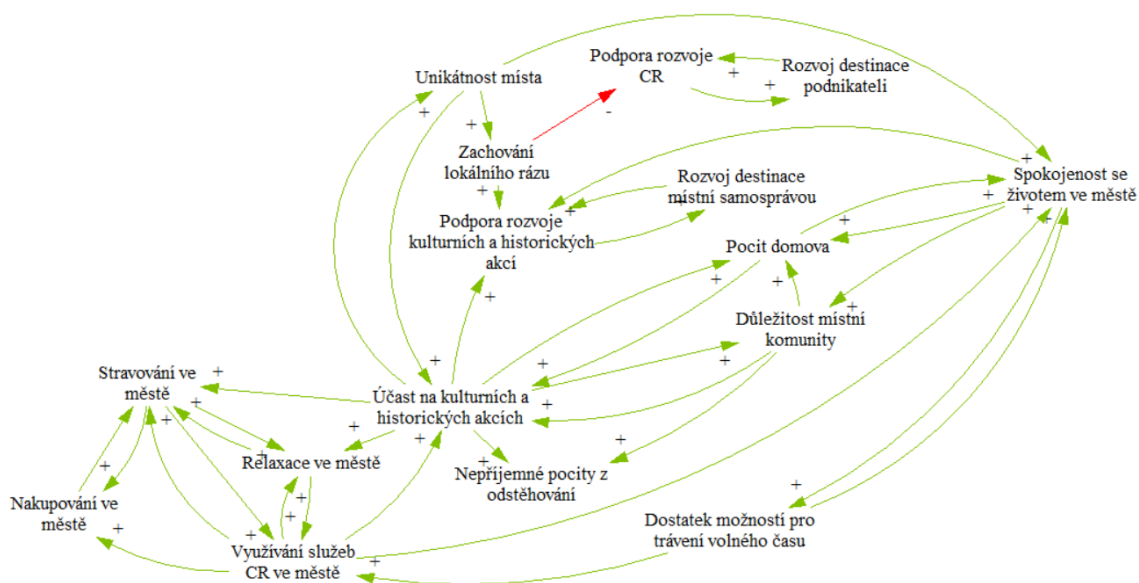 Podpora rozvoje
CR
Rozvoj destinace
podnikateli
Unikátnost místa
Zachování
lokálního rázu
Spokojenost se
životem ve městě
Rozvoj destinace
místní samosprávou
Podpora rozvoje
kulturních a historických
akcí
Pocit domova
Důležitost místní
komunity
Stravování ve
městě
Účast na kulturních a
historických akcích
Relaxace ve městě
Nepříjemné pocity z
odstěhování
Nakupování ve
městě
Dostatek možností pro
trávení volného času
Využívání služeb
CR ve městě